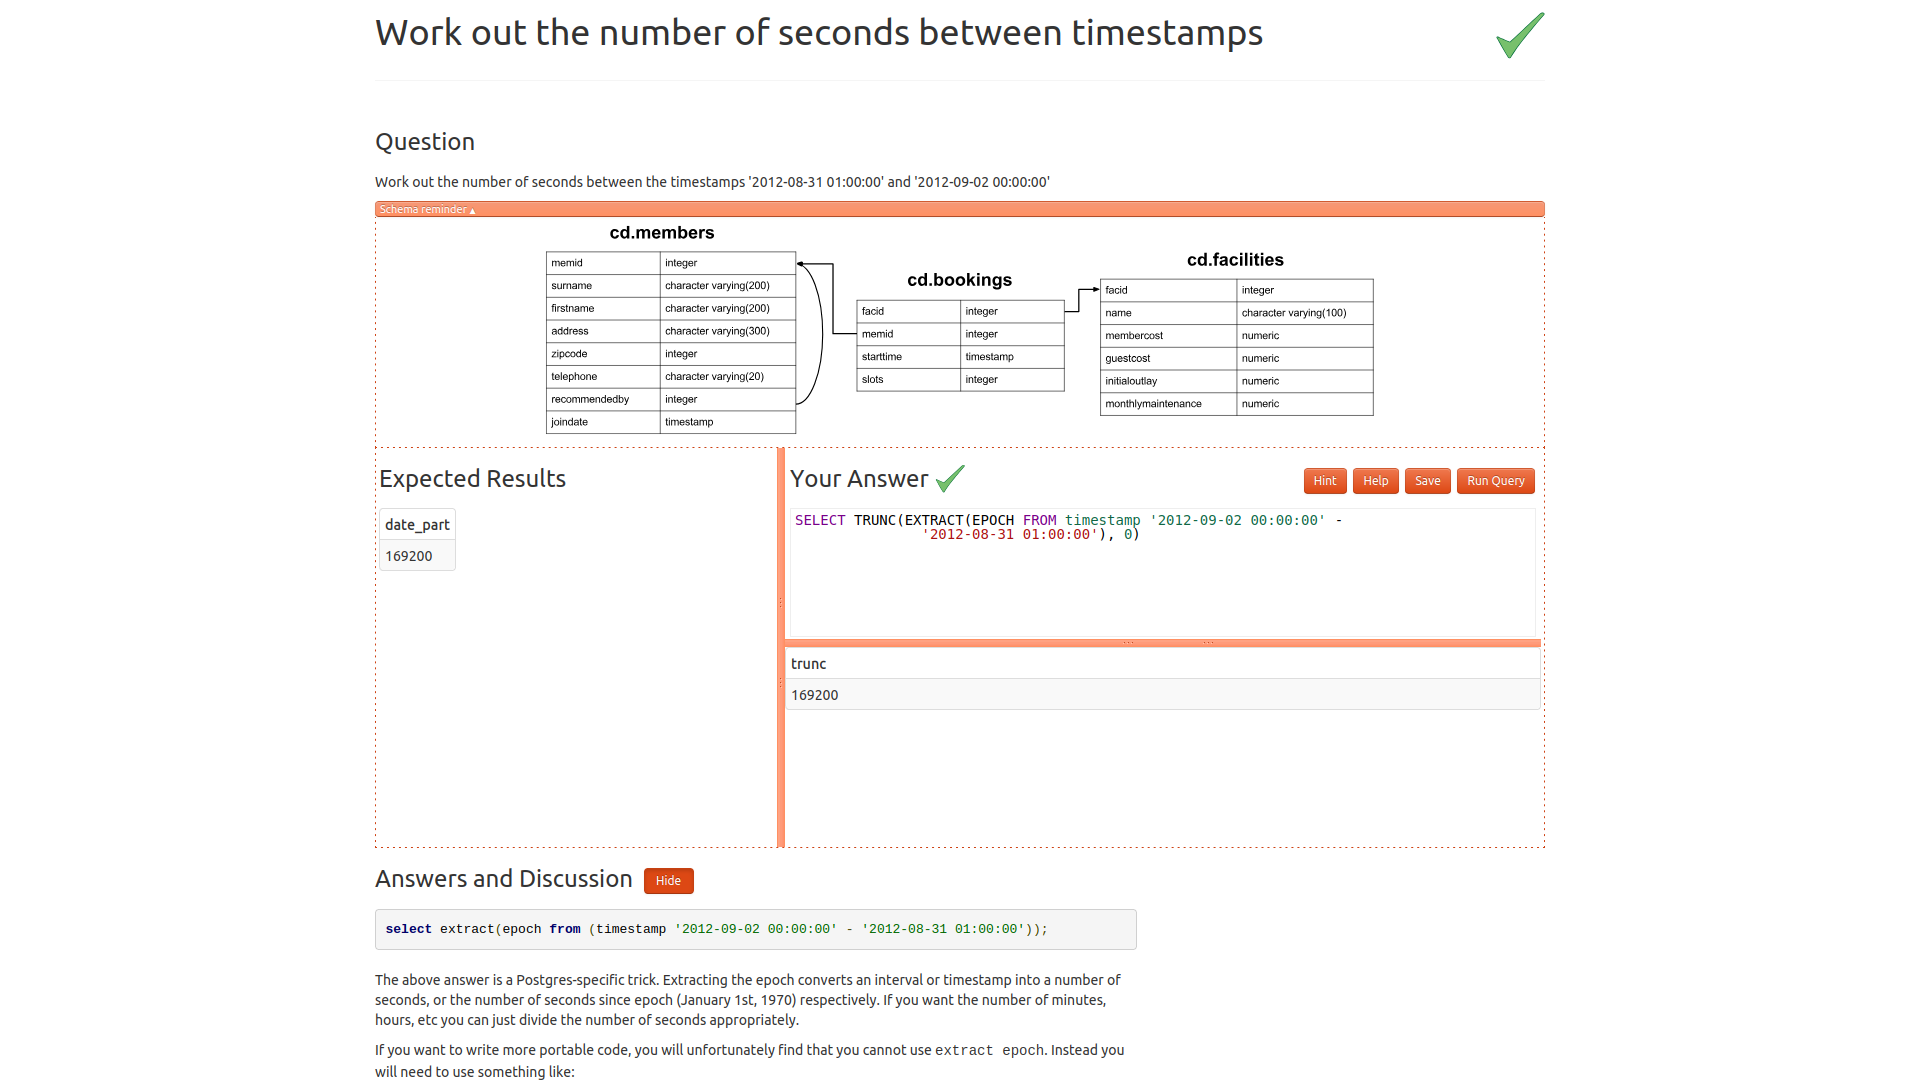 Work out the number of seconds between timestamps
Question
Work out the number of seconds between the timestamps '2012-08-31 01:00:00' and '2012-09-02 00:00:00'
Schema reminder ▲
cd.members
memid integer
surname character varying(200)
firstname character varying(200)
address character varying(300)
zipcode integer
telephone character varying(20)
recommendedby integer
joindate timestamp
cd.bookings
facid integer
memid integer
starttime timestamp
slots integer
cd.facilities
facid integer
name character varying(100)
membercost numeric
guestcost numeric
initialoutlay numeric
monthlymaintenance numeric
Expected Results
date_part
169200
Your Answer
Hint Help Save Run Query
SELECT TRUNC(EXTRACT(EPOCH FROM timestamp '2012-09-02 00:00:00' -
'2012-08-31 01:00:00'), 0)
trunc
169200
Answers and Discussion Hide
select extract(epoch from (timestamp '2012-09-02 00:00:00' - '2012-08-31 01:00:00'));
The above answer is a Postgres-specific trick. Extracting the epoch converts an interval or timestamp into a number of
seconds, or the number of seconds since epoch (January 1st, 1970) respectively. If you want the number of minutes,
hours, etc you can just divide the number of seconds appropriately.
If you want to write more portable code, you will unfortunately find that you cannot use extract epoch. Instead you
will need to use something like: